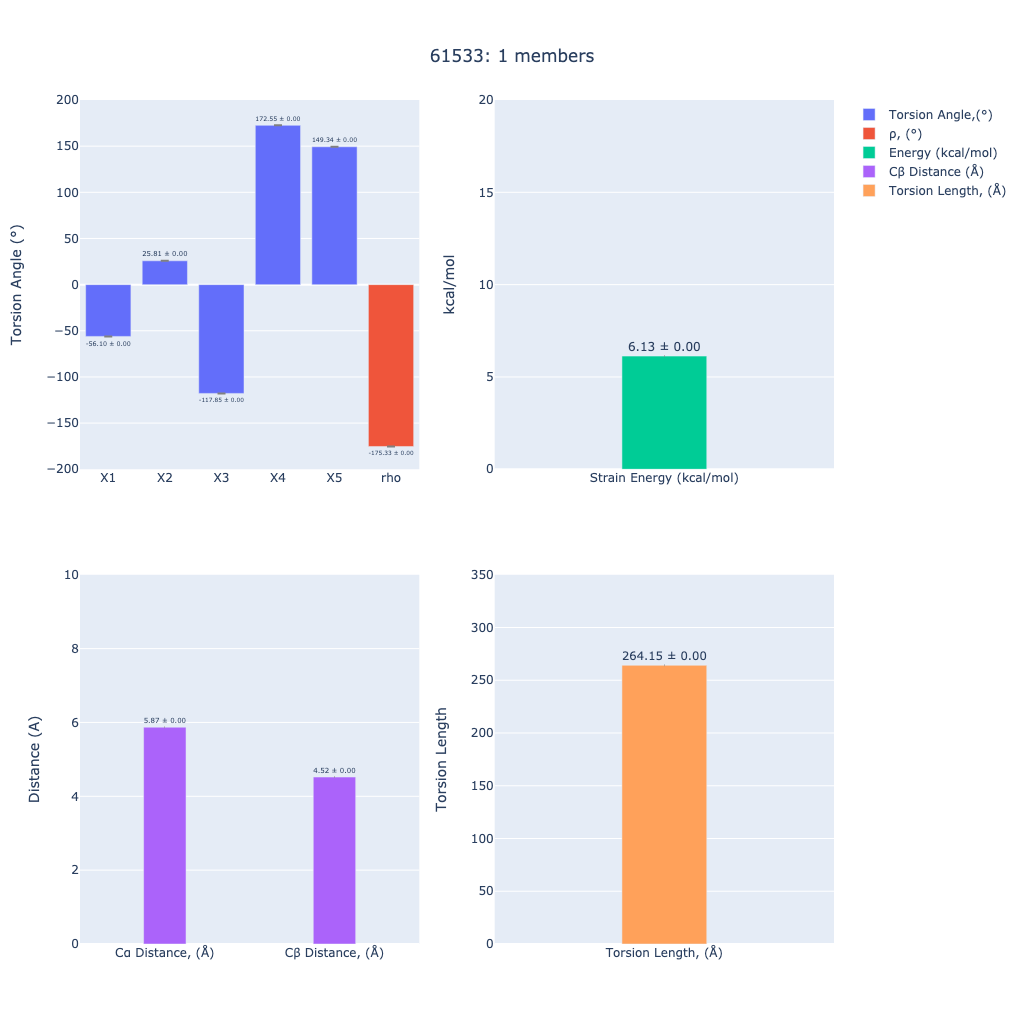 61533: 1 members
Torsion Angle (°)
200
150
100
50
0
−50
−100
−150
−200
-56.10 ± 0.00
25.81 ± 0.00
-117.85 ± 0.00
172.55 ± 0.00
149.34 ± 0.00
-175.33 ± 0.00
X1 X2 X3 X4 X5 rho
kcal/mol
20
15
10
5
0
6.13 ± 0.00
Strain Energy (kcal/mol)
Torsion Angle,(°)
ρ, (°)
Energy (kcal/mol)
Cβ Distance (Å)
Torsion Length, (Å)
Distance (A)
10
8
6
4
2
0
5.87 ± 0.00
4.52 ± 0.00
Cα Distance, (Å) Cβ Distance, (Å)
Torsion Length
350
300
250
200
150
100
50
0
264.15 ± 0.00
Torsion Length, (Å)